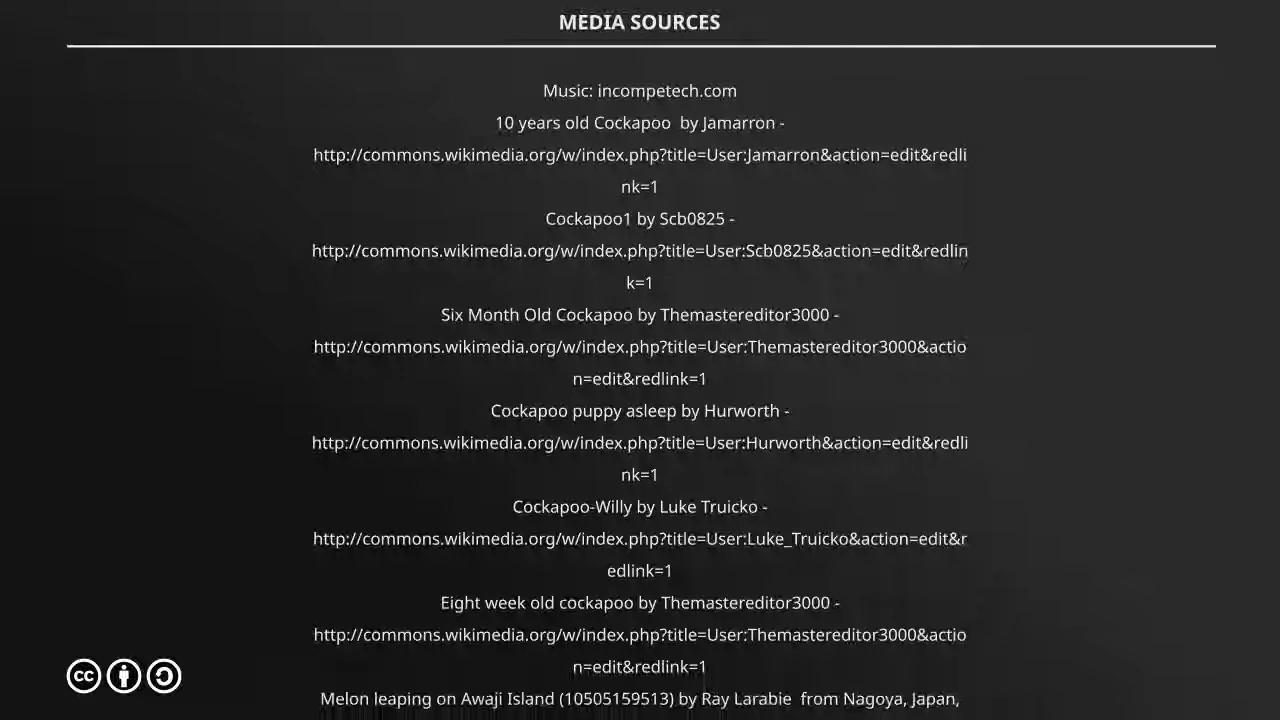 MEDIA SOURCES
Music: incompetech.com
10 years old Cockapoo  by Jamarron -
http://commons.wikimedia.org/w/index.php?title=User:Jamarron&action=edit&redli
nk=1
Cockapoo1 by Scb0825 -
http://commons.wikimedia.org/w/index.php?title=User:Scb0825&action=edit&redlin
k=1
Six Month Old Cockapoo by Themastereditor3000 -
http://commons.wikimedia.org/w/index.php?title=User:Themastereditor3000&actio
n=edit&redlink=1
Cockapoo puppy asleep by Hurworth -
http://commons.wikimedia.org/w/index.php?title=User:Hurworth&action=edit&redli
nk=1
Cockapoo-Willy by Luke Truicko -
http://commons.wikimedia.org/w/index.php?title=User:Luke_Truicko&action=edit&r
edlink=1
Eight week old cockapoo by Themastereditor3000 -
http://commons.wikimedia.org/w/index.php?title=User:Themastereditor3000&actio
n=edit&redlink=1
cc
Melon leaping on Awaji Island (10505159513) by Ray Larabie  from Nagoya, Japan,